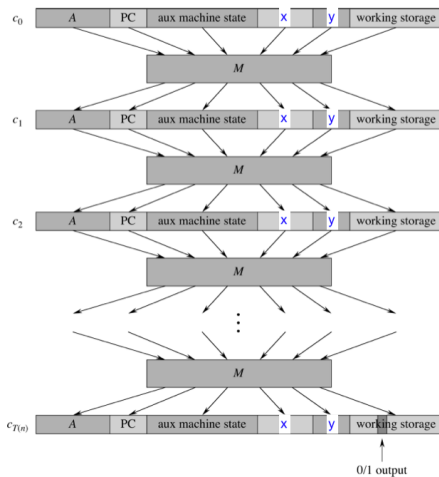 c₀ A PC aux machine state x y working storage
M
c₁ A PC aux machine state x y working storage
M
c₂ A PC aux machine state x y working storage
M
⋮
M
c_T(n) A PC aux machine state x y working storage
0/1 output